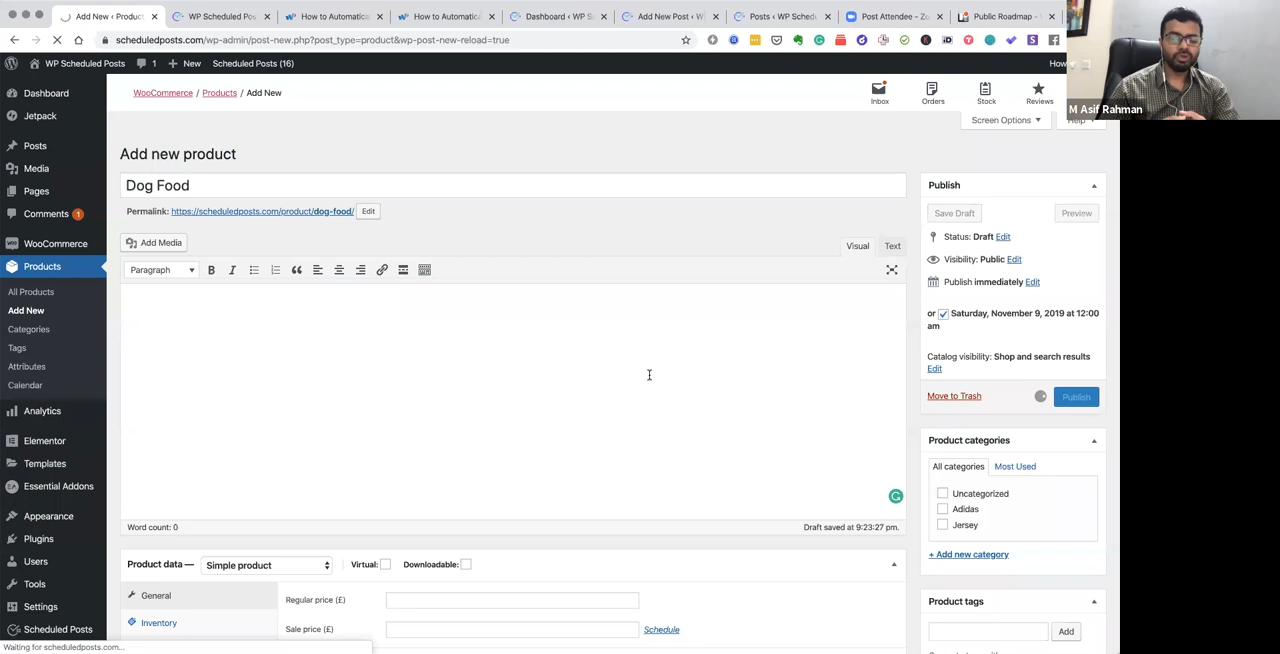 Add New ‹ Produc
WP Scheduled Pos
How to Automatica
How to Automatica
Dashboard ‹ WP S
Add New Post ‹ W
Posts ‹ WP Sched
Post Attendee - Zo
Public Roadmap -
scheduledposts.com/wp-admin/post-new.php?post_type=product&wp-post-new-reload=true
WP Scheduled Posts 1 + New Scheduled Posts (16)
M Asif Rahman
Dashboard
Jetpack
Posts
Media
Pages
Comments 1
WooCommerce
Products
All Products
Add New
Categories
Tags
Attributes
Calendar
Analytics
Elementor
Templates
Essential Addons
Appearance
Plugins
Users
Tools
Settings
Scheduled Posts
Waiting for scheduledposts.com...
WooCommerce / Products / Add New
Inbox Orders Stock Reviews
Screen Options Help
Add new product
Dog Food
Permalink: https://scheduledposts.com/product/dog-food/ Edit
Add Media
Visual Text
Paragraph
Word count: 0 Draft saved at 9:23:27 pm.
Product data — Simple product Virtual: Downloadable:
General
Inventory
Regular price (£)
Sale price (£) Schedule
Publish
Save Draft Preview
Status: Draft Edit
Visibility: Public Edit
Publish immediately Edit
or Saturday, November 9, 2019 at 12:00
am
Catalog visibility: Shop and search results
Edit
Move to Trash Publish
Product categories
All categories Most Used
Uncategorized
Adidas
Jersey
+ Add new category
Product tags
Add